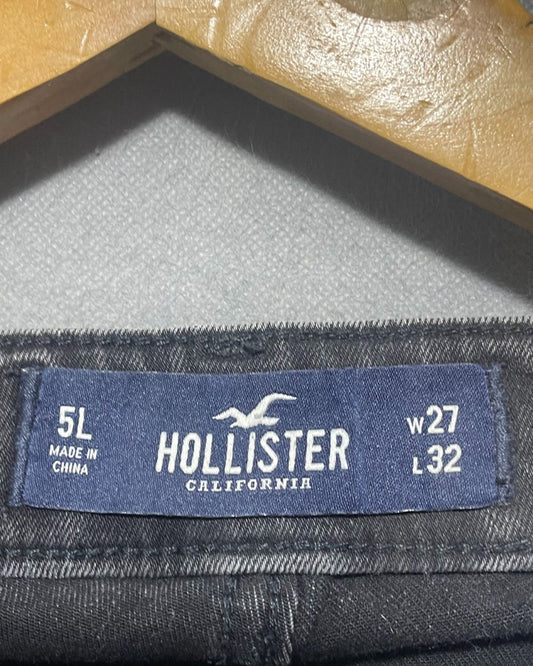 5L
MADE IN
CHINA
HOLLISTER
CALIFORNIA
W27
L32